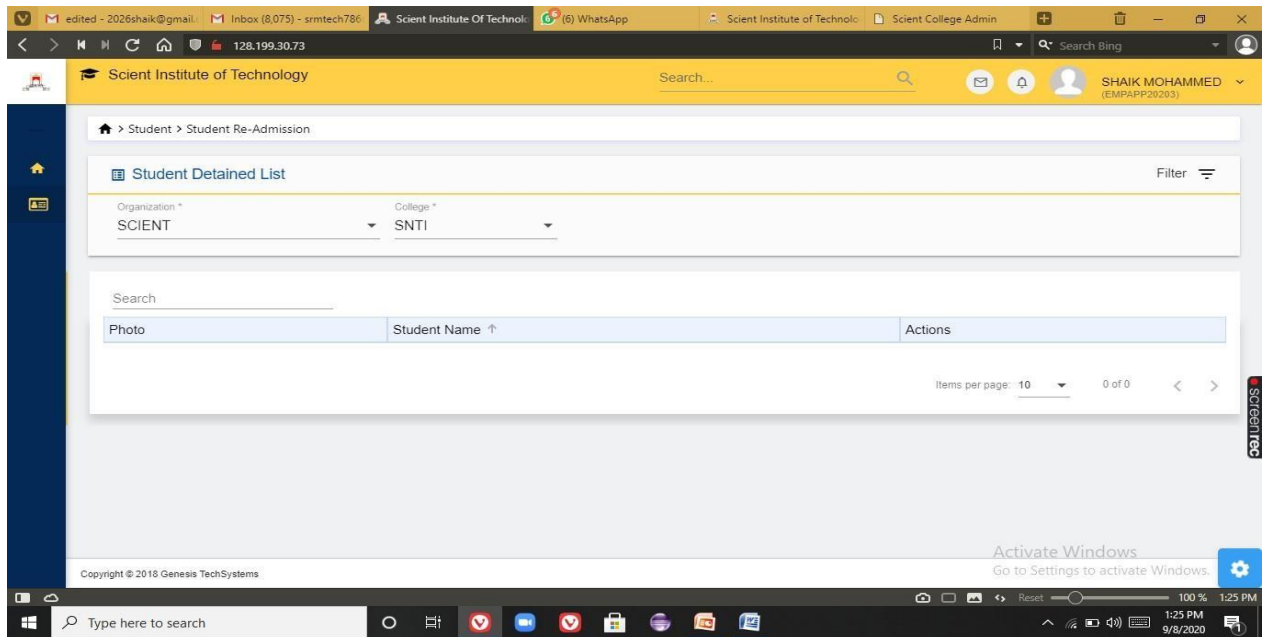 edited - 2026shaik@gmail. Inbox (8,075) - srmtech786 Scient Institute Of Technolo (6) WhatsApp Scient Institute of Technolo Scient College Admin
128.199.30.73 Search Bing
Scient Institute of Technology Search... SHAIK MOHAMMED
(EMPAPP20203)
> Student > Student Re-Admission
Student Detained List Filter
Organization * College *
SCIENT SNTI
Search
Photo Student Name ↑ Actions
Items per page: 10 0 of 0 < >
screenrec
Activate Windows
Copyright © 2018 Genesis TechSystems Go to Settings to activate Windows.
Reset 100 % 1:25 PM
Type here to search 1:25 PM
9/8/2020